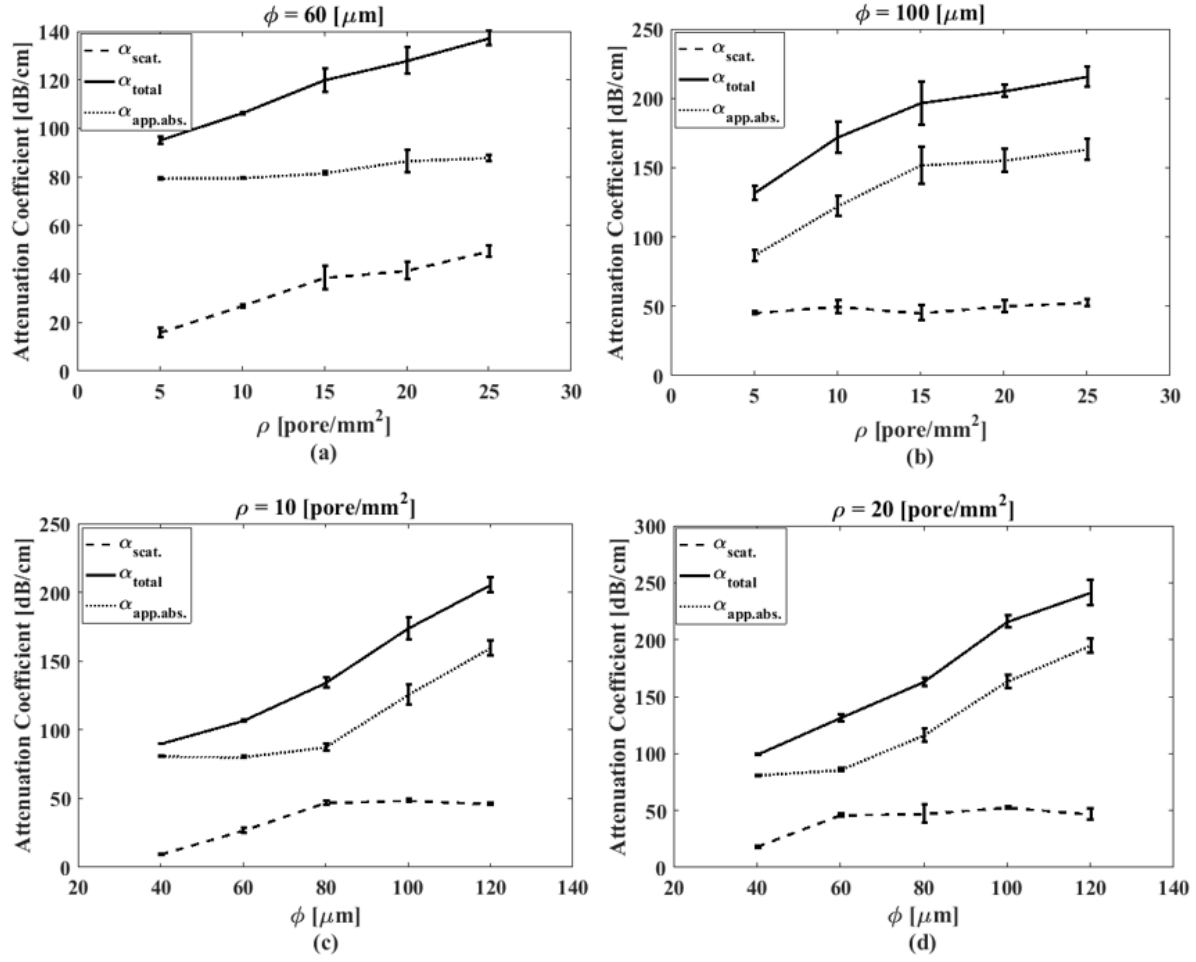 ϕ = 60 [μm]
Attenuation Coefficient [dB/cm]
140
120
100
80
60
40
20
0
α_scat.
α_total
α_app.abs.
0 5 10 15 20 25 30
ρ [pore/mm²]
(a)
ϕ = 100 [μm]
Attenuation Coefficient [dB/cm]
250
200
150
100
50
0
α_scat.
α_total
α_app.abs.
0 5 10 15 20 25 30
ρ [pore/mm²]
(b)
ρ = 10 [pore/mm²]
Attenuation Coefficient [dB/cm]
250
200
150
100
50
0
α_scat.
α_total
α_app.abs.
20 40 60 80 100 120 140
ϕ [μm]
(c)
ρ = 20 [pore/mm²]
Attenuation Coefficient [dB/cm]
300
250
200
150
100
50
0
α_scat.
α_total
α_app.abs.
20 40 60 80 100 120 140
ϕ [μm]
(d)